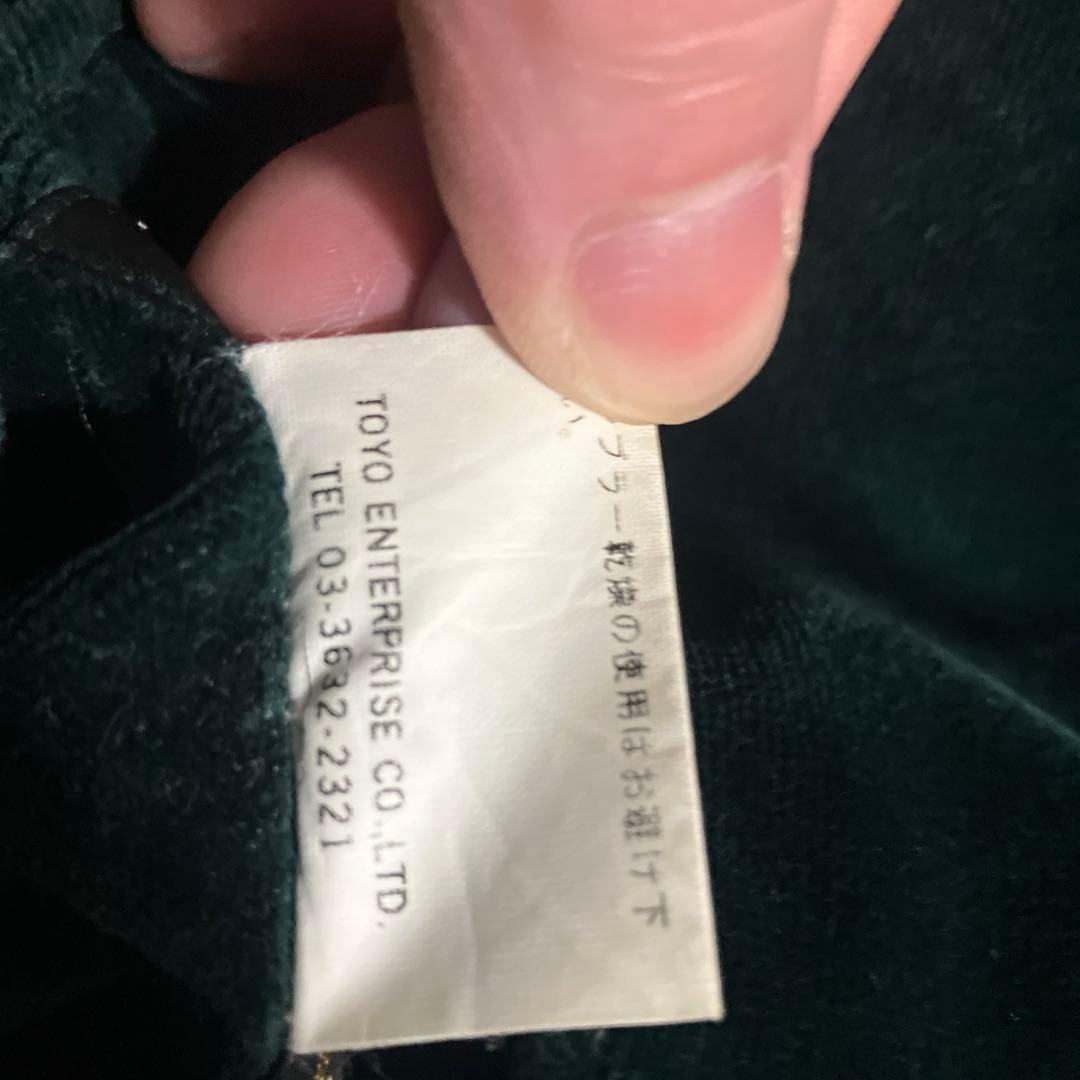 ブラー乾燥の使用はお避け下
い。
TOYO ENTERPRISE CO.,LTD.
TEL 03-3632-2321